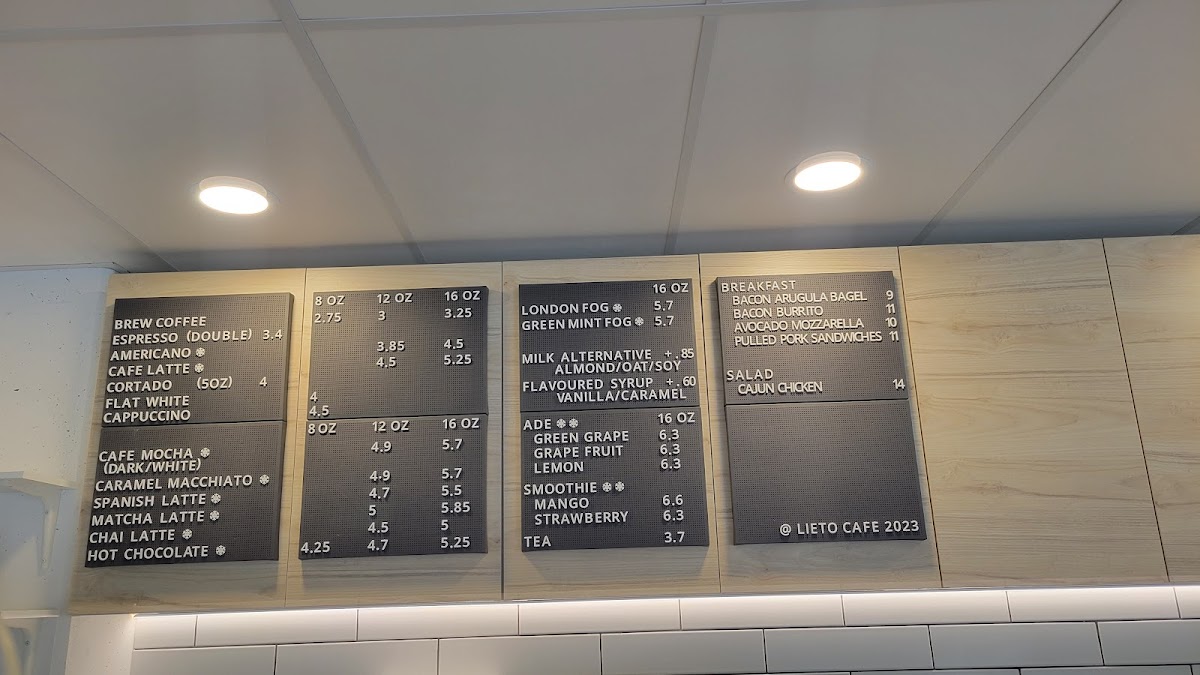 8 OZ 12 OZ 16 OZ
BREW COFFEE 2.75 3 3.25
ESPRESSO (DOUBLE) 3.4
AMERICANO ❄ 3,85 4.5
CAFE LATTE ❄ 4.5 5.25
CORTADO (5OZ) 4
FLAT WHITE 4
CAPPUCCINO 4.5
8 OZ 12 OZ 16 OZ
CAFE MOCHA ❄ 4.9 5.7
(DARK/WHITE)
CARAMEL MACCHIATO ❄ 4.9 5.7
SPANISH LATTE ❄ 4.7 5.5
MATCHA LATTE ❄ 5 5.85
CHAI LATTE ❄ 4.5 5
HOT CHOCOLATE ❄ 4.25 4.7 5.25
16 OZ
LONDON FOG ❄ 5.7
GREEN MINT FOG ❄ 5.7
MILK ALTERNATIVE +.85
ALMOND/OAT/SOY
FLAVOURED SYRUP +.60
VANILLA/CARAMEL
ADE ❄❄ 16 OZ
GREEN GRAPE 6.3
GRAPE FRUIT 6.3
LEMON 6.3
SMOOTHIE ❄❄
MANGO 6.6
STRAWBERRY 6.3
TEA 3.7
BREAKFAST
BACON ARUGULA BAGEL 9
BACON BURRITO 11
AVOCADO MOZZARELLA 10
PULLED PORK SANDWICHES 11
SALAD
CAJUN CHICKEN 14
@ LIETO CAFE 2023